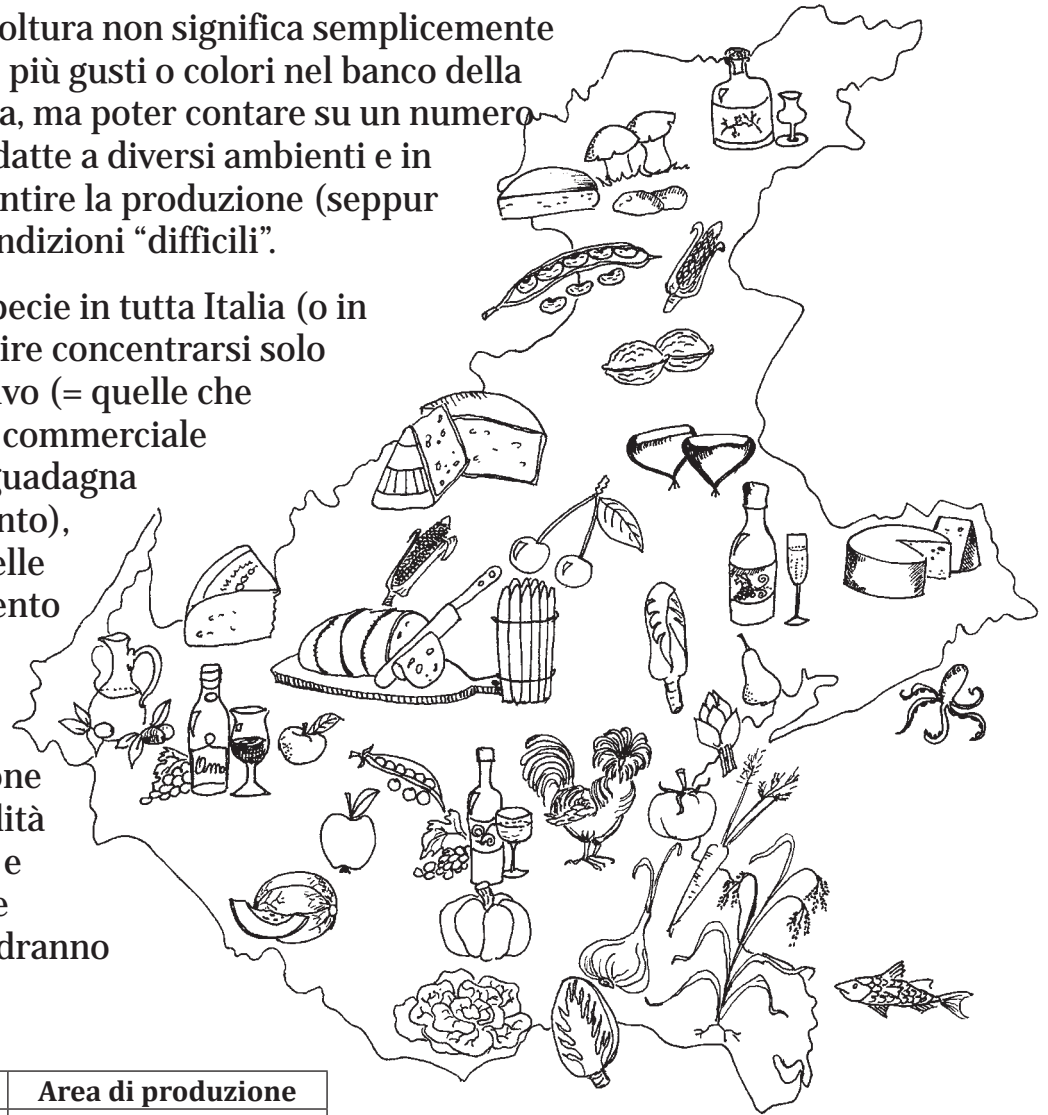 oltura non significa semplicemente
più gusti o colori nel banco della
a, ma poter contare su un numero
datte a diversi ambienti e in
ntire la produzione (seppur
ndizioni “difficili”.
pecie in tutta Italia (o in
ire concentrarsi solo
vo (= quelle che
commerciale
guadagna
nto),
elle
ento
one
lità
e
e
dranno
Area di produzione